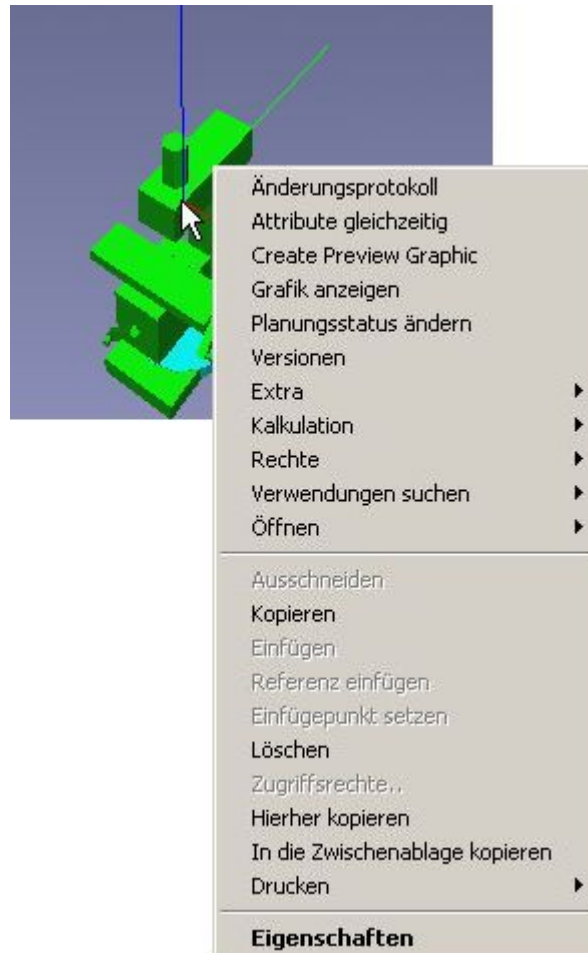 Änderungsprotokoll
Attribute gleichzeitig
Create Preview Graphic
Grafik anzeigen
Planungsstatus ändern
Versionen
Extra
Kalkulation
Rechte
Verwendungen suchen
Öffnen
Ausschneiden
Kopieren
Einfügen
Referenz einfügen
Einfügepunkt setzen
Löschen
Zugriffsrechte..
Hierher kopieren
In die Zwischenablage kopieren
Drucken
Eigenschaften